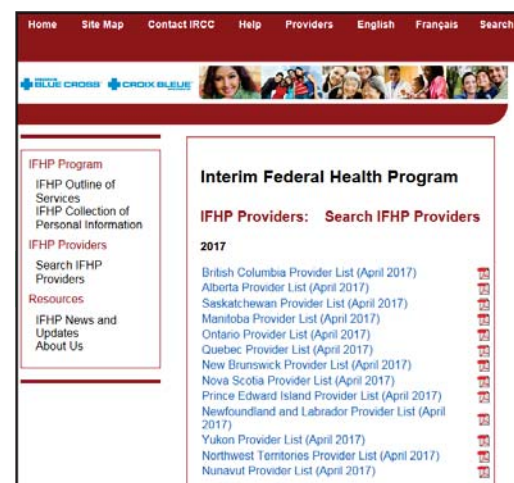 Home Site Map Contact IRCC Help Providers English Français Search
BLUE CROSS CROIX BLEUE
IFHP Program
IFHP Outline of
Services
IFHP Collection of
Personal Information
IFHP Providers
Search IFHP
Providers
Resources
IFHP News and
Updates
About Us
Interim Federal Health Program
IFHP Providers: Search IFHP Providers
2017
British Columbia Provider List (April 2017)
Alberta Provider List (April 2017)
Saskatchewan Provider List (April 2017)
Manitoba Provider List (April 2017)
Ontario Provider List (April 2017)
Quebec Provider List (April 2017)
New Brunswick Provider List (April 2017)
Nova Scotia Provider List (April 2017)
Prince Edward Island Provider List (April 2017)
Newfoundland and Labrador Provider List (April
2017)
Yukon Provider List (April 2017)
Northwest Territories Provider List (April 2017)
Nunavut Provider List (April 2017)